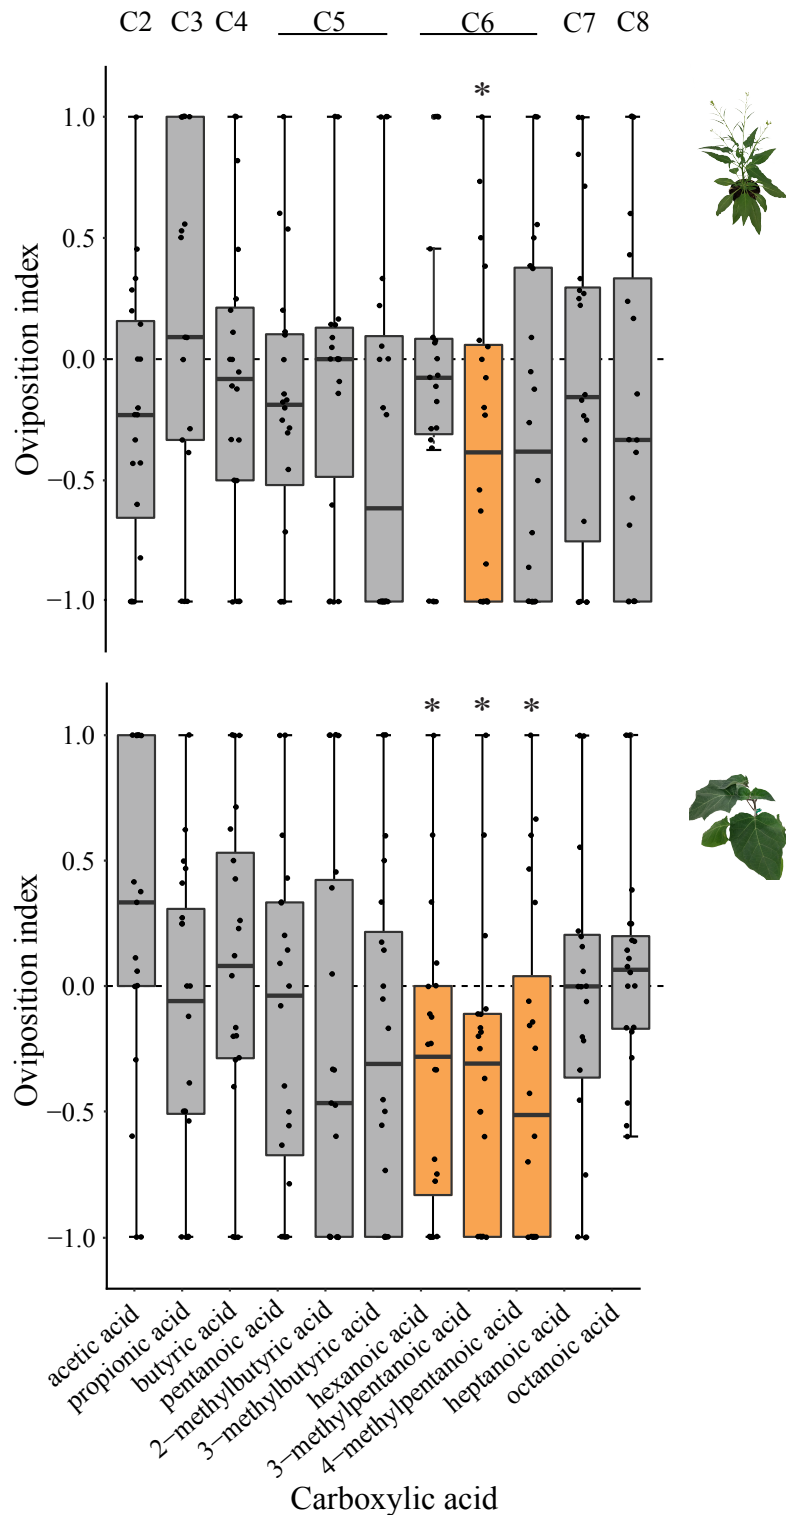 C2 C3 C4 C5 C6 C7 C8
*
1.0
0.5
0.0
−0.5
−1.0
Oviposition index
* * *
1.0
0.5
0.0
−0.5
−1.0
Oviposition index
acetic acid
propionic acid
butyric acid
pentanoic acid
2−methylbutyric acid
3−methylbutyric acid
hexanoic acid
3−methylpentanoic acid
4−methylpentanoic acid
heptanoic acid
octanoic acid
Carboxylic acid